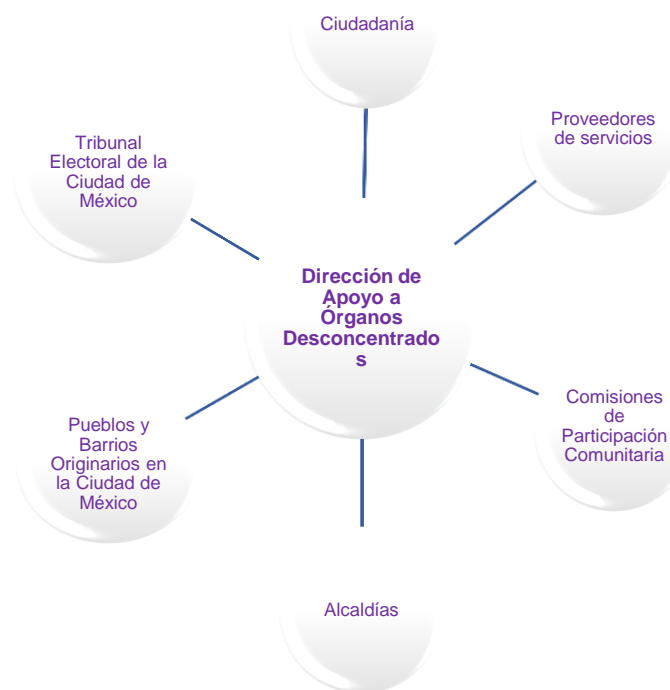 Ciudadanía
Proveedores
de servicios
Tribunal
Electoral de la
Ciudad de
México
Dirección de
Apoyo a
Órganos
Desconcentrado
s
Comisiones
de
Participación
Comunitaria
Pueblos y
Barrios
Originarios en
la Ciudad de
México
Alcaldías